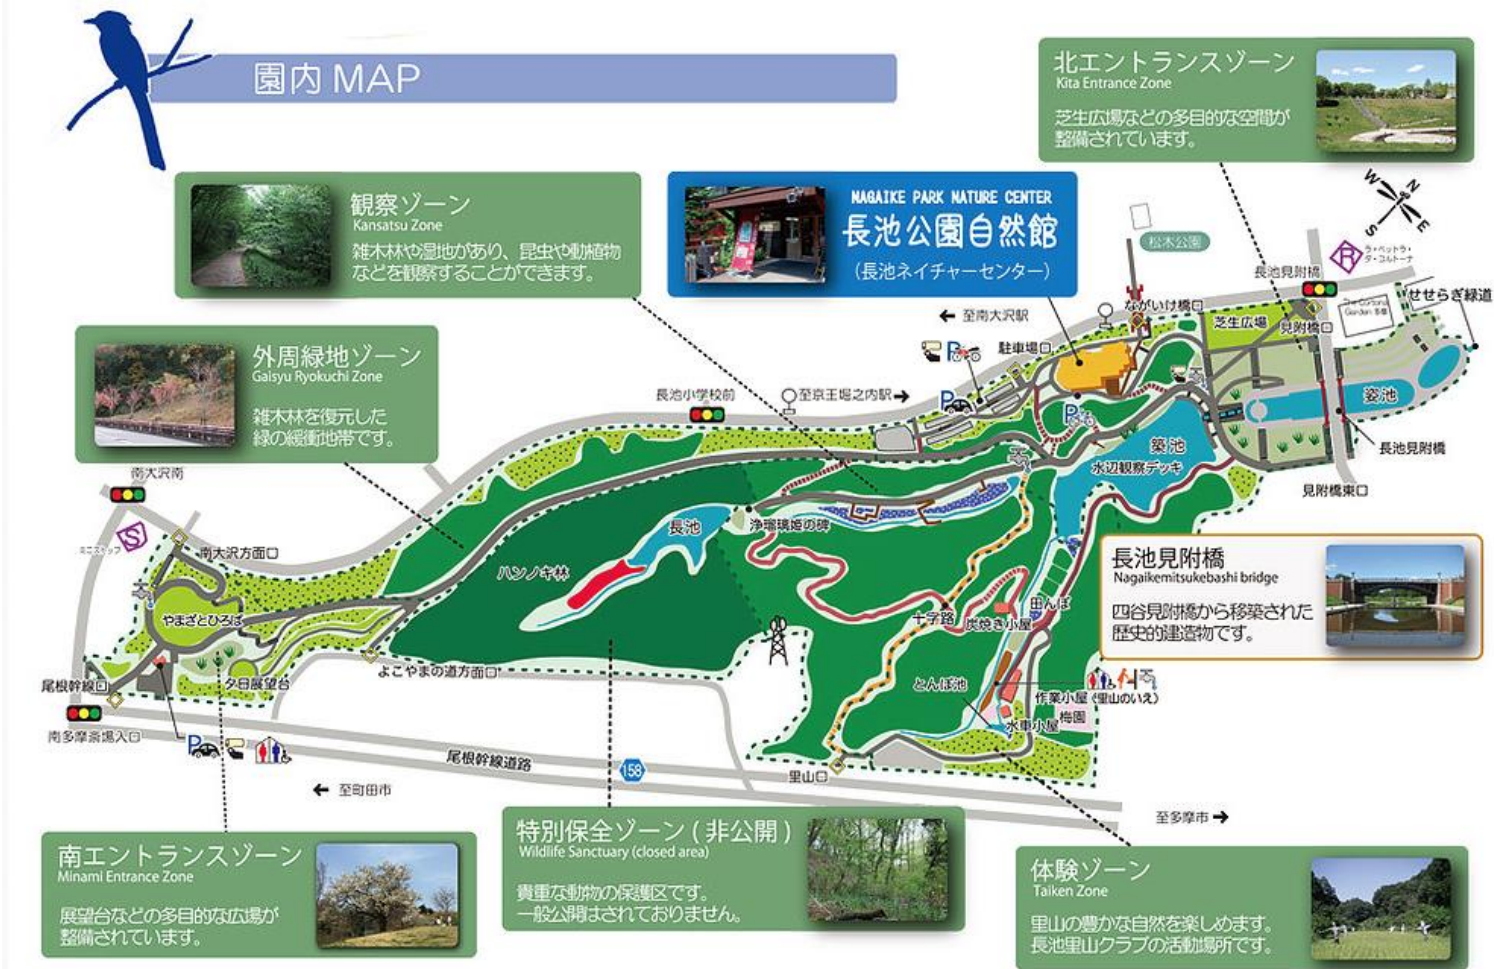 園内 MAP
北エントランスゾーン
Kita Entrance Zone
芝生広場などの多目的な空間が
整備されています。
観察ゾーン
Kansatsu Zone
雑木林や湿地があり、昆虫や動植物
などを観察することができます。
NAGAIKE PARK NATURE CENTER
長池公園自然館
(長池ネイチャーセンター)
W
N
S
E
松木公園
R
ラ・ベットラ・
ダ・コルトーナ
長池見附橋
せせらぎ緑道
ながいけ橋口
芝生広場
見附橋口
← 至南大沢駅
駐車場口
P
外周緑地ゾーン
Gaisyu Ryokuchi Zone
雑木林を復元した
緑の緩衝地帯です。
長池小学校前
至京王堀之内駅→
P
P
姿池
築池
水辺観察デッキ
長池見附橋
見附橋東口
南大沢南
S
ミニストップ
南大沢方面口
長池
浄瑠璃姫の碑
ハンノキ林
やまざとひろば
十字路
炭焼き小屋
田んぼ
長池見附橋
Nagaikemitsukebashi bridge
四谷見附橋から移築された
歴史的建造物です。
尾根幹線口
夕日展望台
よこやまの道方面口
とんぼ池
作業小屋(里山のいえ)
水車小屋
梅園
南多摩斎場入口
P
尾根幹線道路
158
里山口
← 至町田市
至多摩市 →
南エントランスゾーン
Minami Entrance Zone
展望台などの多目的な広場が
整備されています。
特別保全ゾーン ( 非公開 )
Wildlife Sanctuary (closed area)
貴重な動物の保護区です。
一般公開はされておりません。
体験ゾーン
Taiken Zone
里山の豊かな自然を楽しめます。
長池里山クラブの活動場所です。